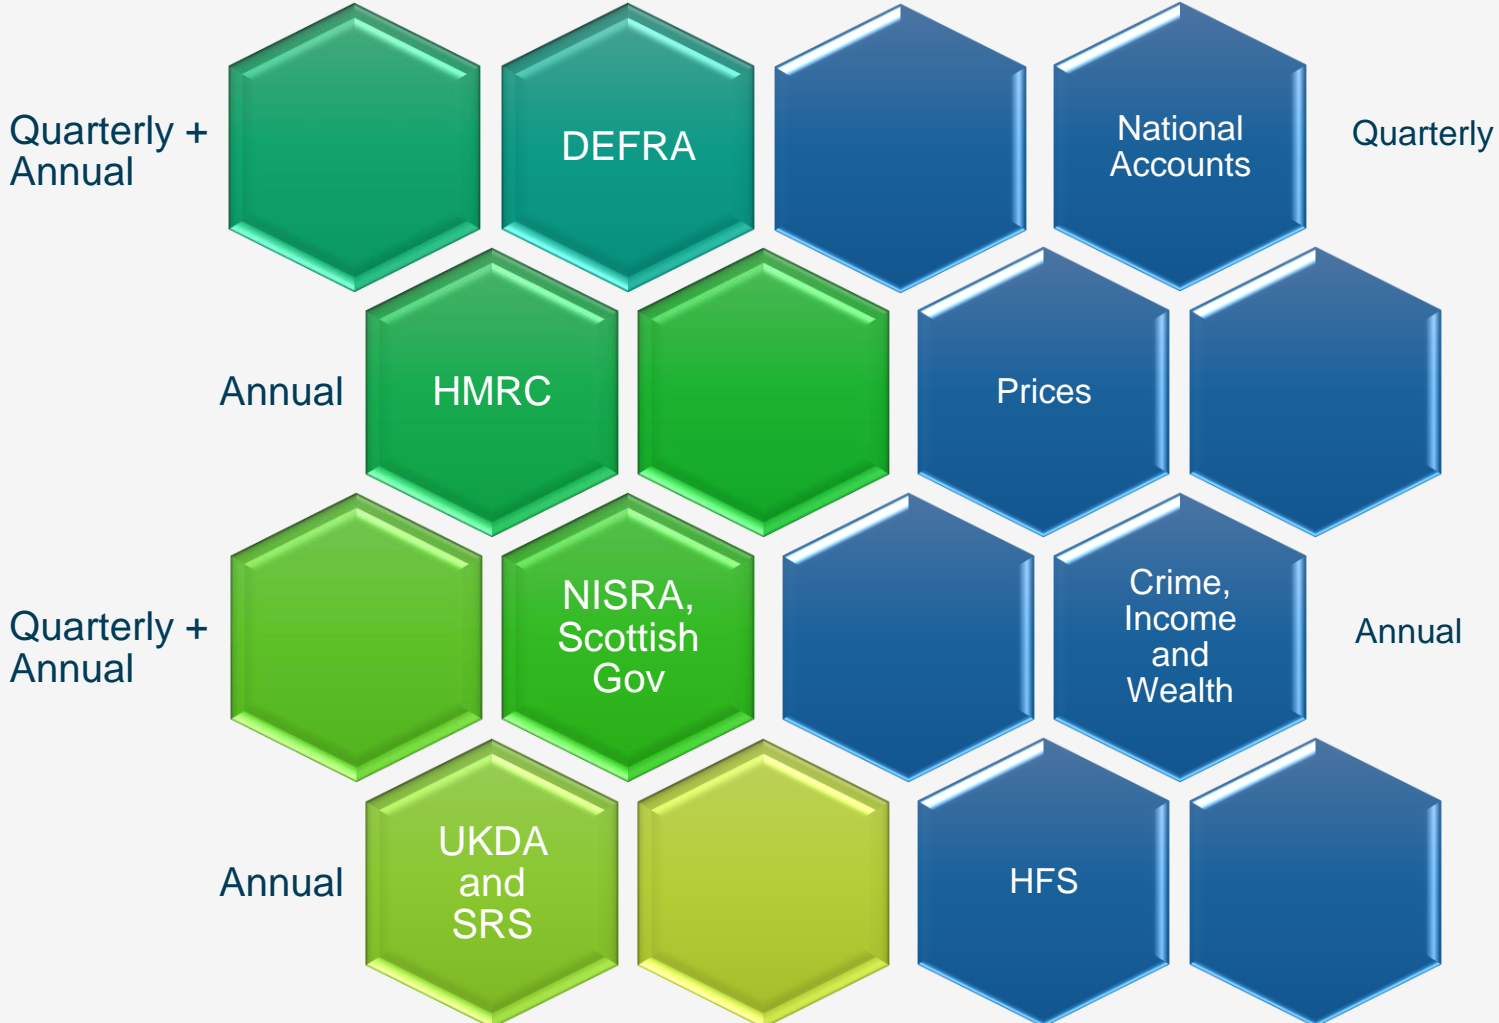 Quarterly +
Annual
DEFRA
National
Accounts
Quarterly
Annual
HMRC
Prices
Quarterly +
Annual
NISRA,
Scottish
Gov
Crime,
Income
and
Wealth
Annual
Annual
UKDA
and
SRS
HFS